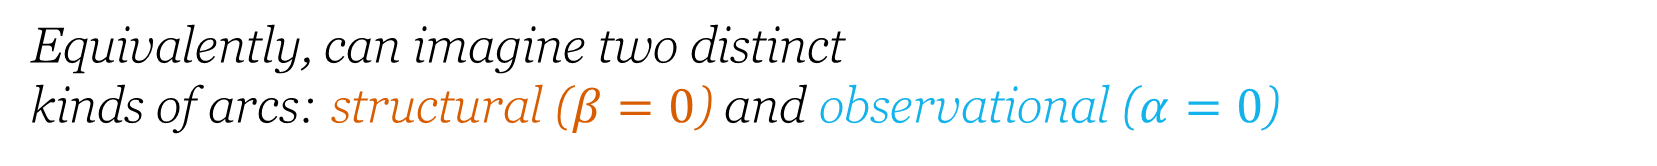 Equivalently, can imagine two distinct
kinds of arcs: structural (β = 0) and observational (α = 0)